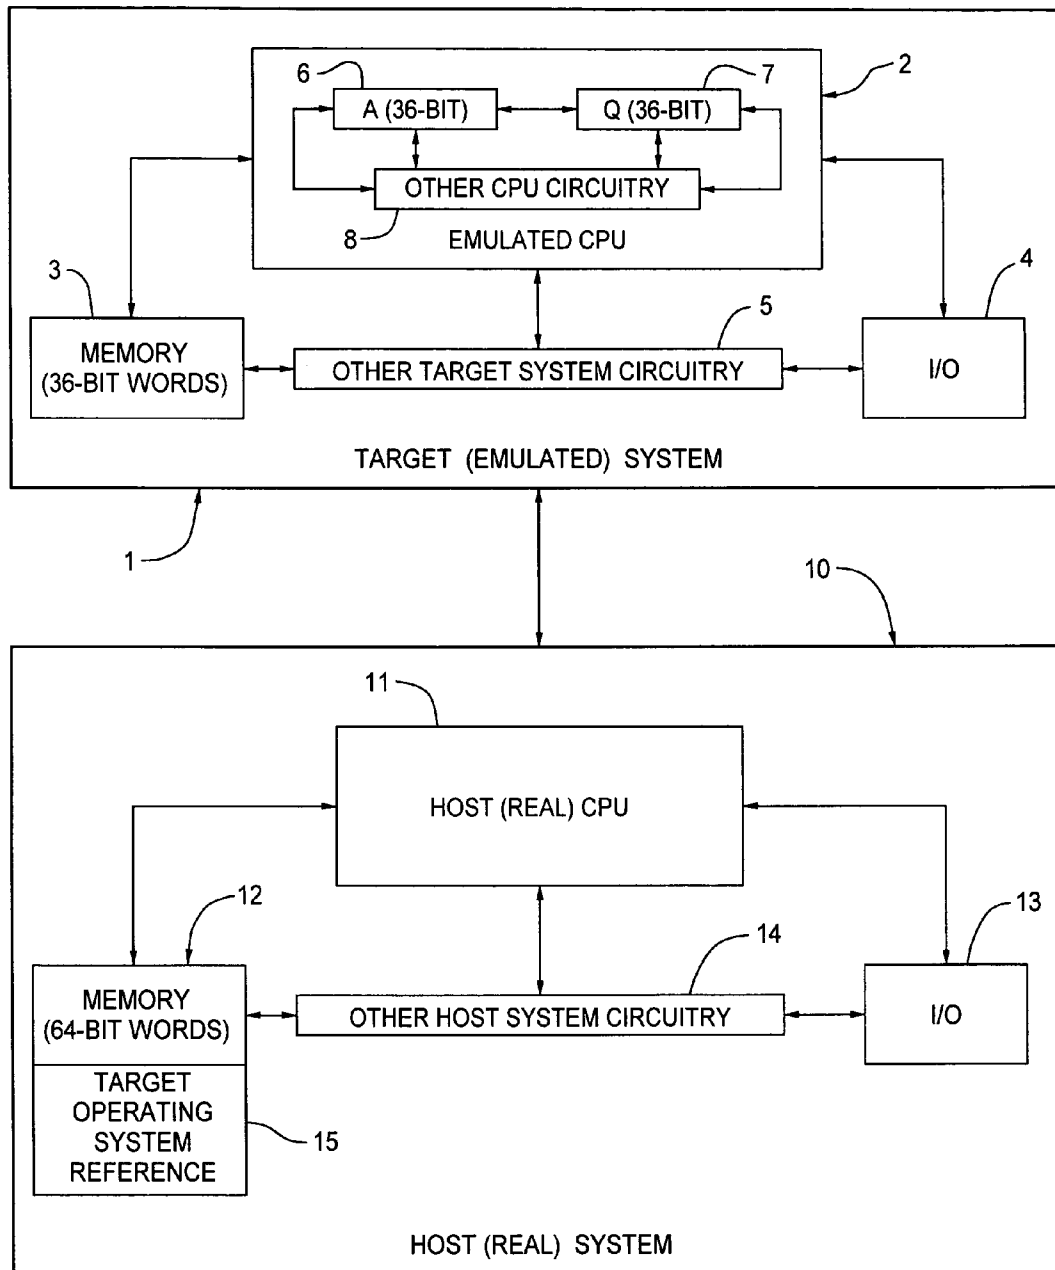 6
7
2
A (36-BIT)
Q (36-BIT)
OTHER CPU CIRCUITRY
8
EMULATED CPU
3
4
5
MEMORY
(36-BIT WORDS)
OTHER TARGET SYSTEM CIRCUITRY
I/O
TARGET (EMULATED) SYSTEM
1
10
11
HOST (REAL) CPU
12
13
14
MEMORY
(64-BIT WORDS)
OTHER HOST SYSTEM CIRCUITRY
I/O
TARGET
OPERATING
SYSTEM
REFERENCE
15
HOST (REAL) SYSTEM